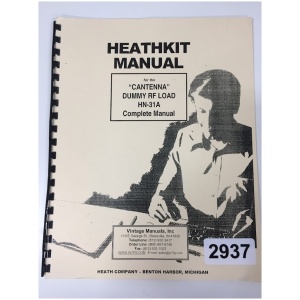 HEATHKIT
MANUAL
for the
"CANTENNA"
DUMMY RF LOAD
HN-31A
Complete Manual
Vintage Manuals, Inc
2937
HEATH COMPANY - BENTON HARBOR, MICHIGAN